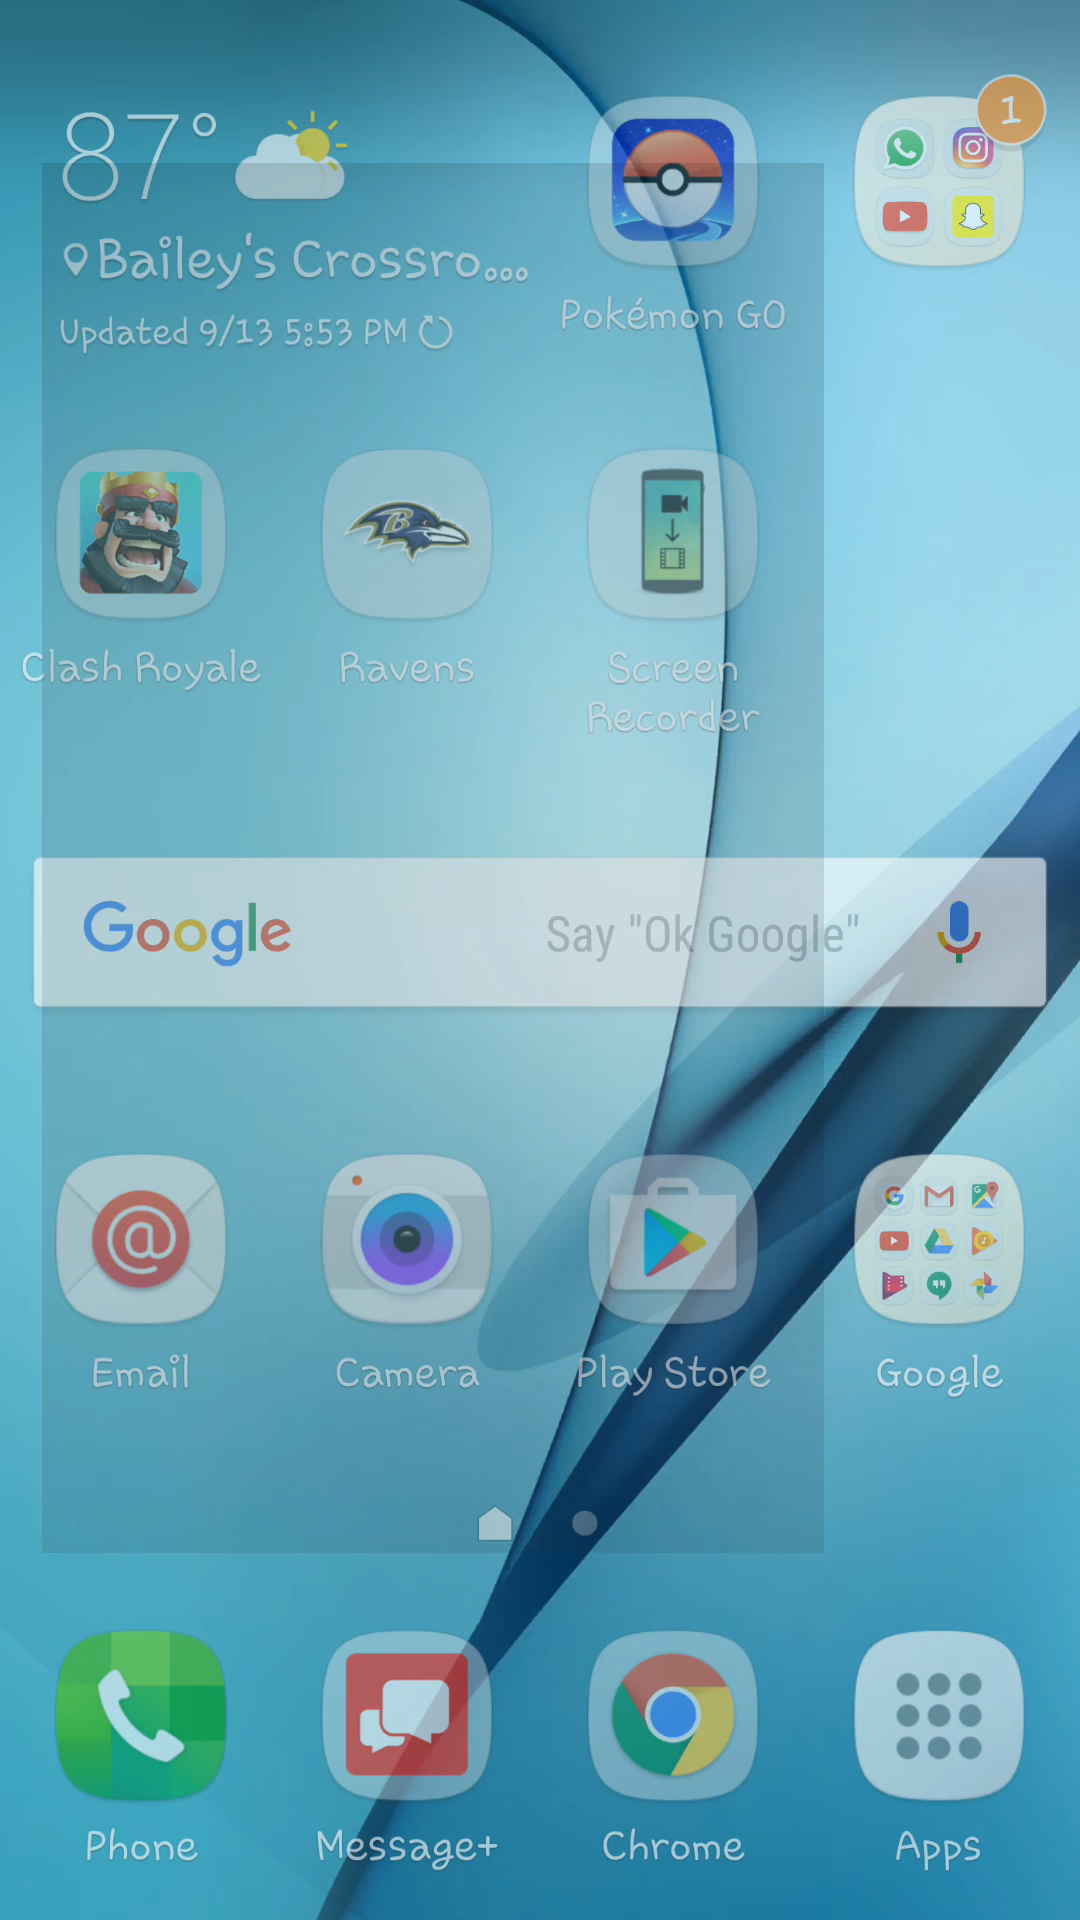 87°
Bailey's Crossro...
Updated 9/13 5:53 PM
1
Pokémon GO
Clash Royale
Ravens
Screen
Recorder
Google
Say "Ok Google"
Email
Camera
Play Store
Google
Phone
Message+
Chrome
Apps